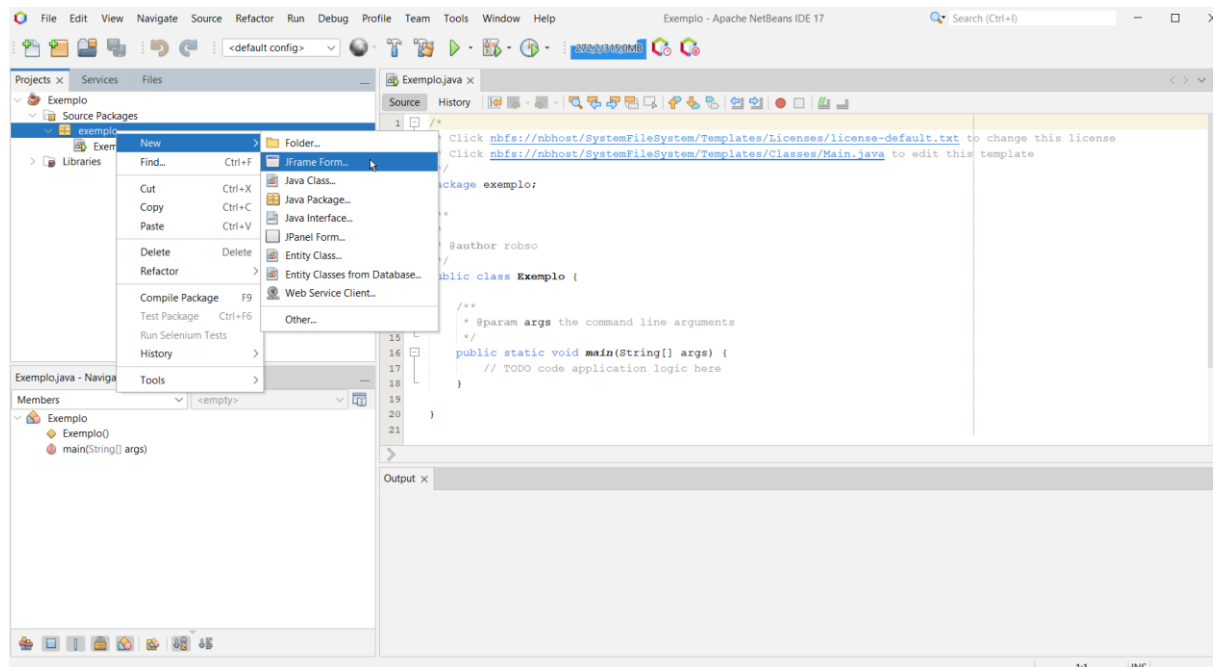 File Edit View Navigate Source Refactor Run Debug Profile Team Tools Window Help
Exemplo - Apache NetBeans IDE 17
Search (Ctrl+I)
<default config>
272,2/315,0MB
Projects Services Files
Exemplo
Source Packages
exemplo
Exem
Libraries
New
Find... Ctrl+F
Cut Ctrl+X
Copy Ctrl+C
Paste Ctrl+V
Delete Delete
Refactor
Compile Package F9
Test Package Ctrl+F6
Run Selenium Tests
History
Tools
Folder...
JFrame Form...
Java Class...
Java Package...
Java Interface...
JPanel Form...
Entity Class...
Entity Classes from Database...
Web Service Client...
Other...
Exemplo.java
Source History
1 /*
* Click nbfs://nbhost/SystemFileSystem/Templates/Licenses/license-default.txt to change this license
* Click nbfs://nbhost/SystemFileSystem/Templates/Classes/Main.java to edit this template
*/
ackage exemplo;
**
*
* @author robso
*/
ublic class Exemplo {
/**
* @param args the command line arguments
15 */
16 public static void main(String[] args) {
17 // TODO code application logic here
18 }
19
20 }
21
Exemplo.java - Naviga
Members <empty>
Exemplo
Exemplo()
main(String[] args)
Output
1:1 INS